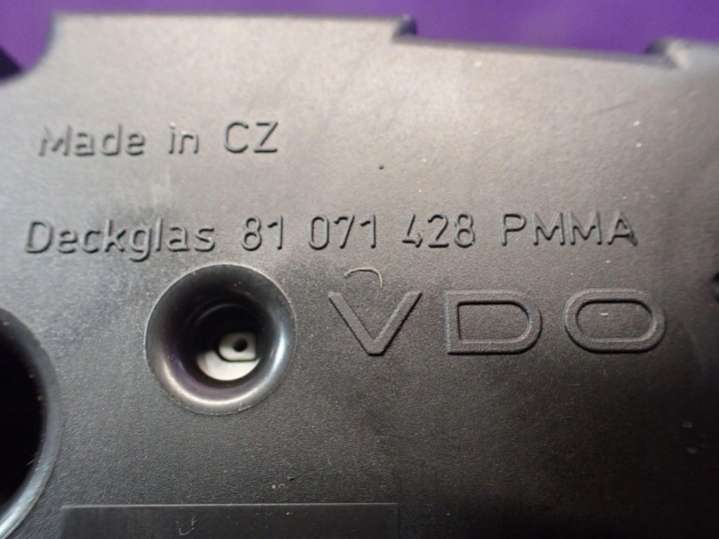 Made in CZ
Deckglas 81 071 428 PMMA
VDO